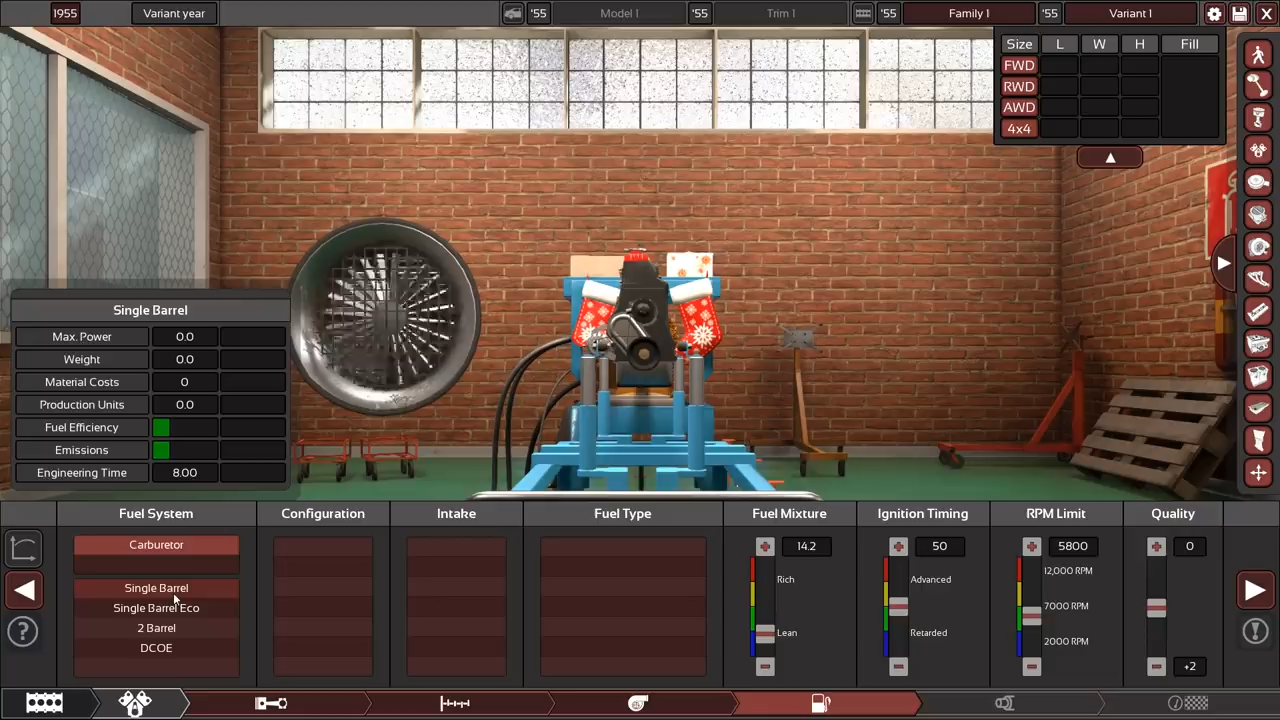 1955 Variant year '55 Model 1 '55 Trim 1 '55 Family 1 '55 Variant 1
Size L W H Fill
FWD
RWD
AWD
4x4
Single Barrel
Max. Power 0.0
Weight 0.0
Material Costs 0
Production Units 0.0
Fuel Efficiency
Emissions
Engineering Time 8.00
Fuel System Configuration Intake Fuel Type Fuel Mixture Ignition Timing RPM Limit Quality
Carburetor 14.2 50 5800 0
12,000 RPM
Rich Advanced
Single Barrel
Single Barrel Eco 7000 RPM
2 Barrel Lean Retarded
2000 RPM
DCOE
+2